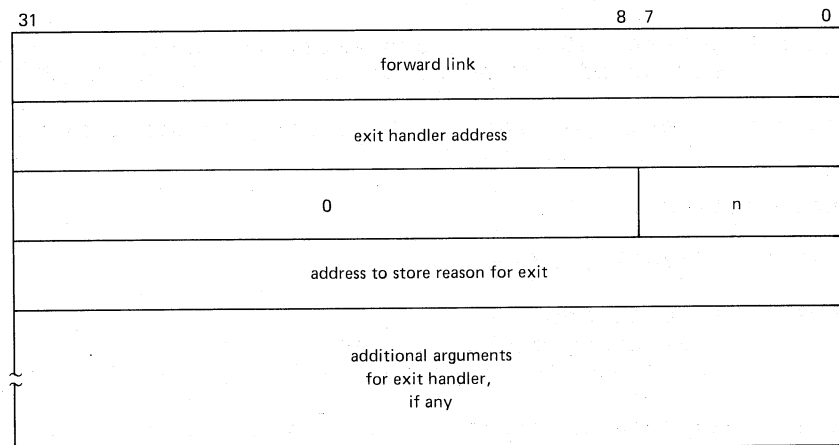 31 8 7 0
forward link
exit handler address
0 n
address to store reason for exit
additional arguments
for exit handler,
if any